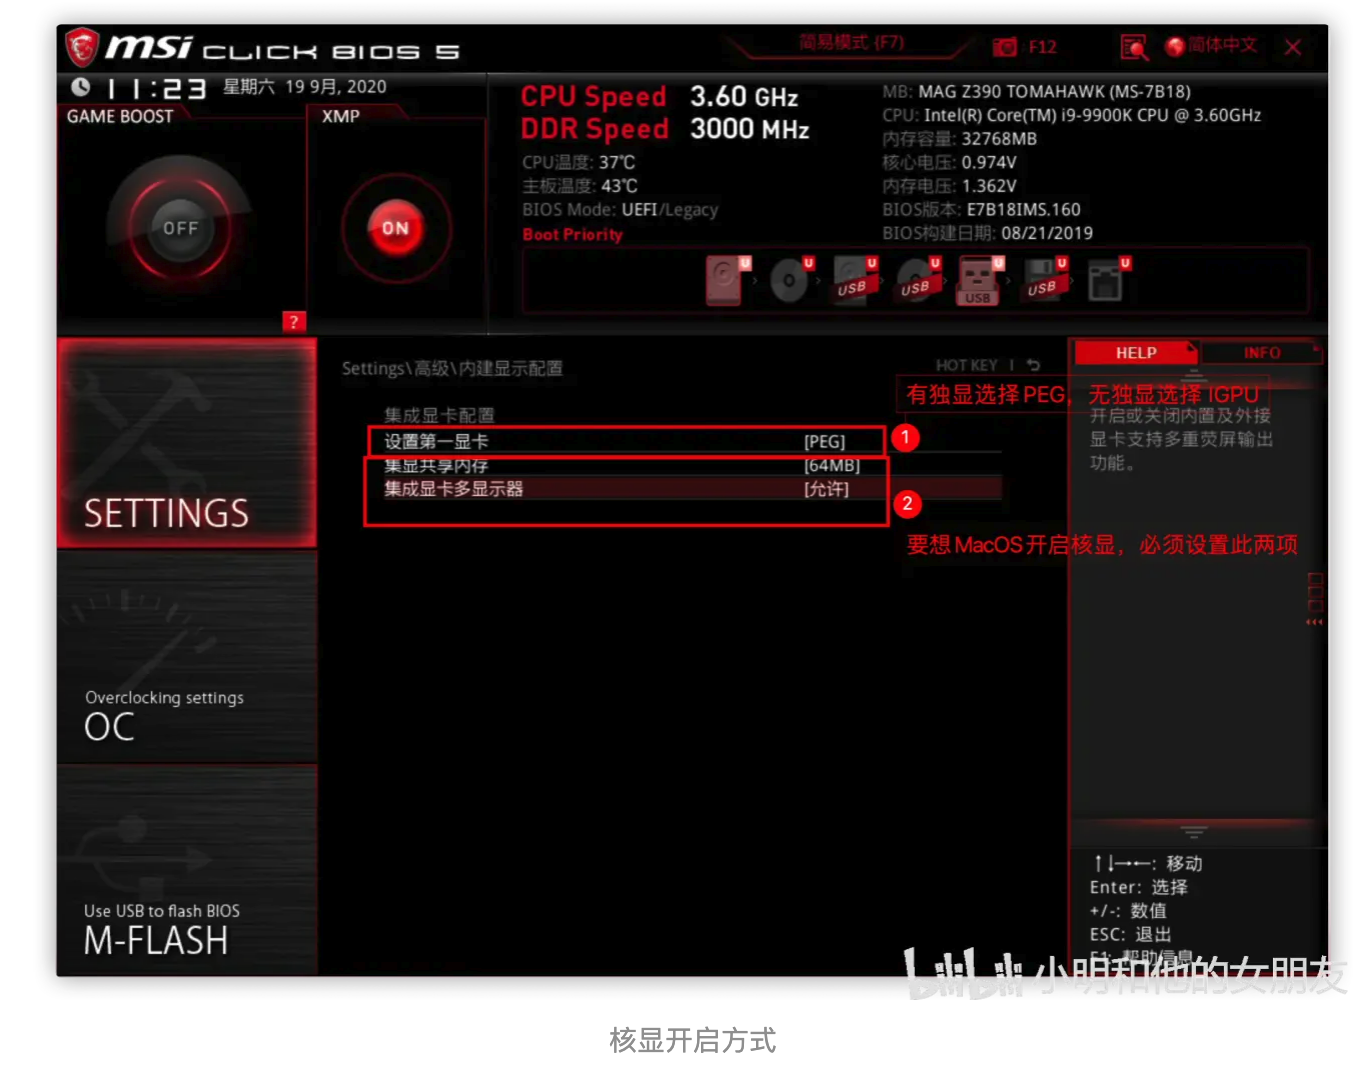 msi CLICK BIOS 5
简易模式 (F7)
F12
简体中文
11:23 星期六 19 9月, 2020
GAME BOOST
XMP
OFF
ON
?
CPU Speed 3.60 GHz
DDR Speed 3000 MHz
CPU温度: 37℃
主板温度: 43℃
BIOS Mode: UEFI/Legacy
Boot Priority
MB: MAG Z390 TOMAHAWK (MS-7B18)
CPU: Intel(R) Core(TM) i9-9900K CPU @ 3.60GHz
内存容量: 32768MB
核心电压: 0.974V
内存电压: 1.362V
BIOS版本: E7B18IMS.160
BIOS构建日期: 08/21/2019
U U U U U U U
USB USB USB USB
SETTINGS
Overclocking settings
OC
Use USB to flash BIOS
M-FLASH
Settings\高级\内建显示配置
HOT KEY
集成显卡配置
设置第一显卡 [PEG]
集显共享内存 [64MB]
集成显卡多显示器 [允许]
1
2
有独显选择PEG，无独显选择 IGPU
要想MacOS开启核显，必须设置此两项
HELP
INFO
开启或关闭内置及外接
显卡支持多重荧屏输出
功能。
↑↓→←: 移动
Enter: 选择
+/-: 数值
ESC: 退出
F1: 帮助信息
bilibili 小明和他的女朋友
核显开启方式